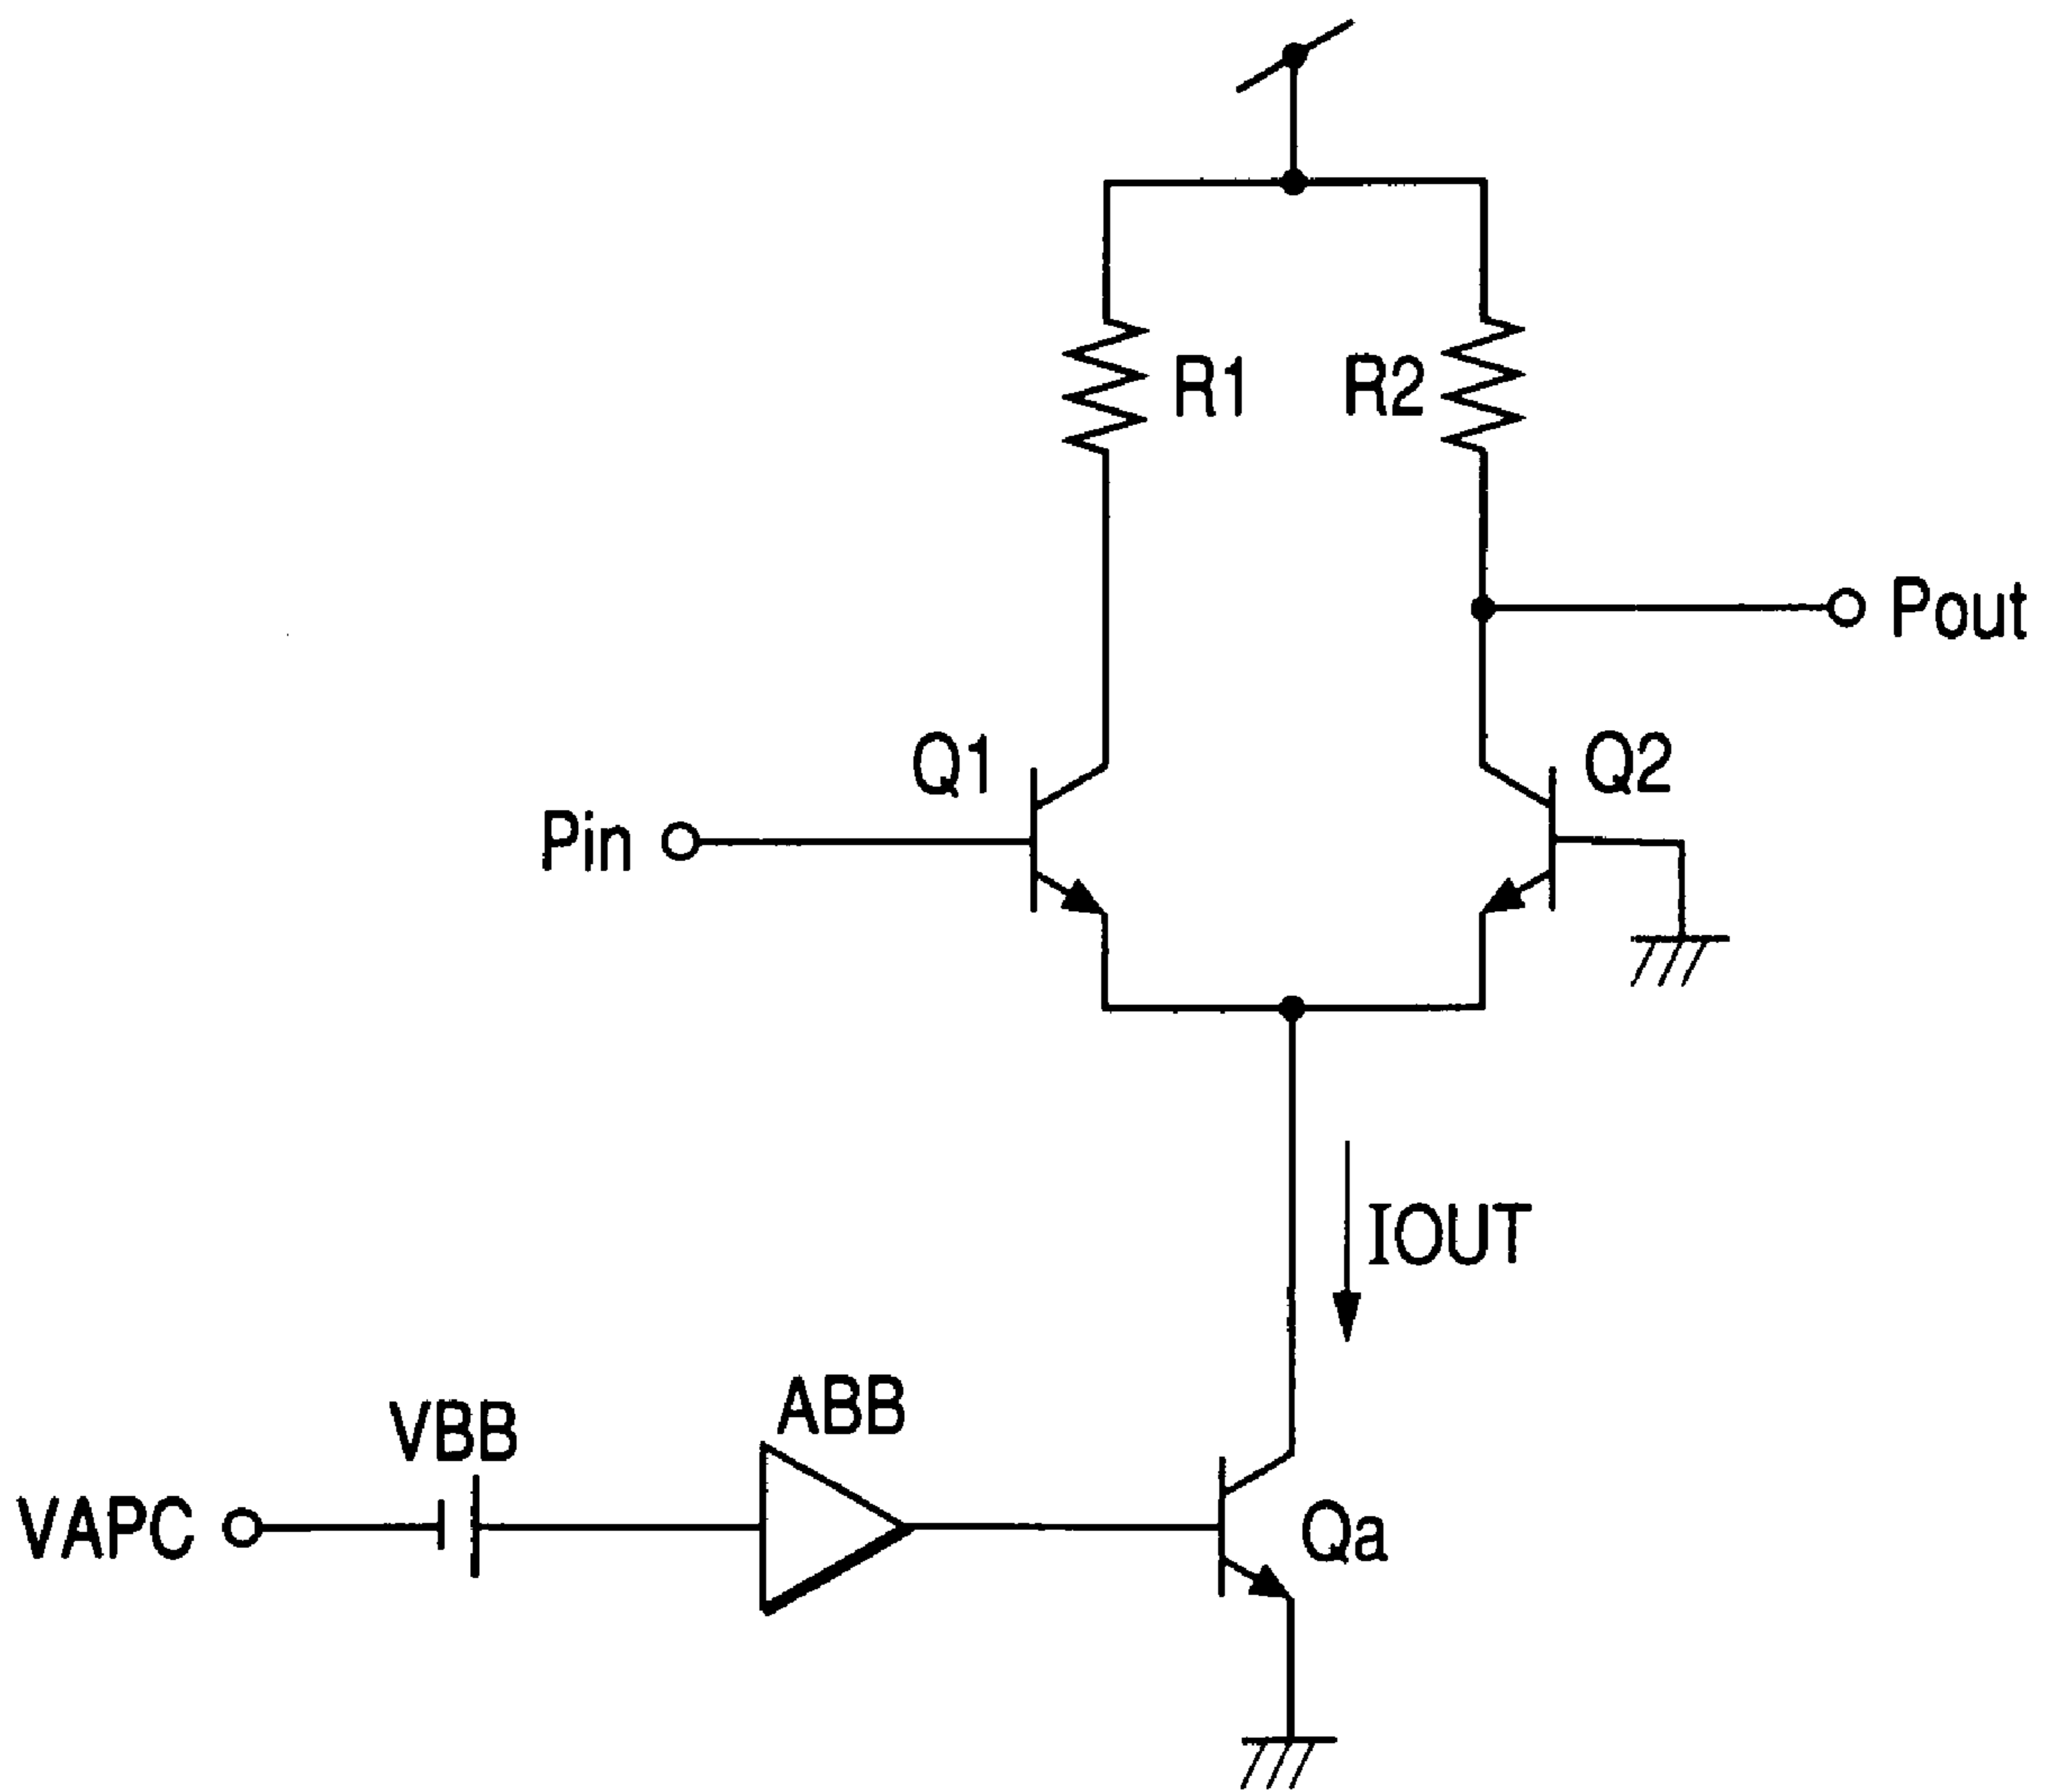 R1
R2
Pout
Q1
Q2
Pin
IOUT
ABB
VBB
VAPC
Qa